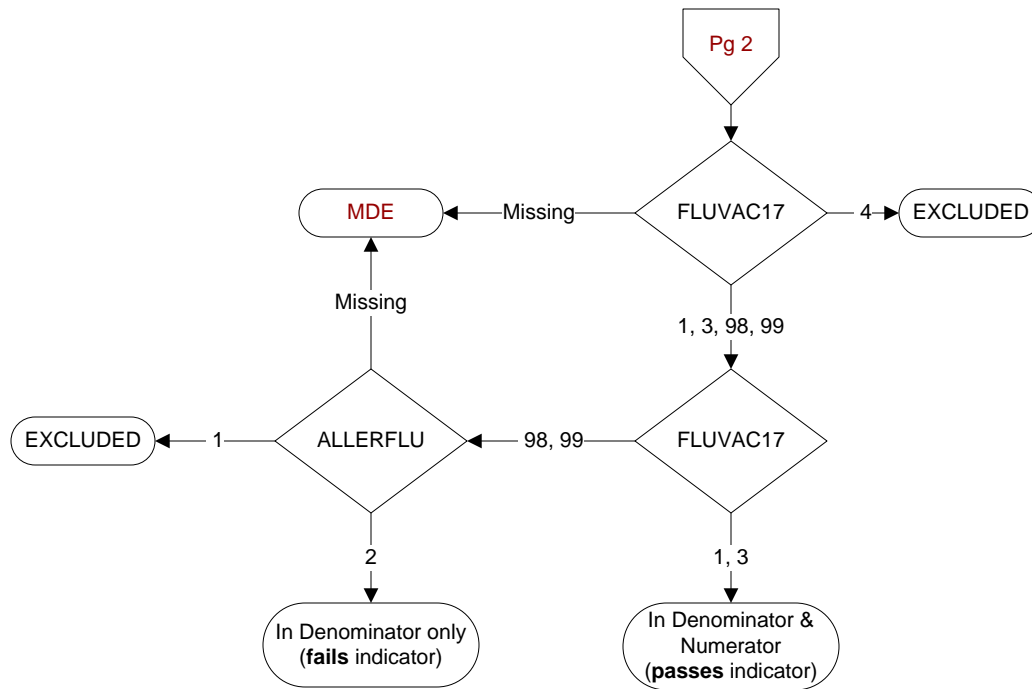 Pg 2
MDE
Missing
FLUVAC17
4
EXCLUDED
Missing
1, 3, 98, 99
EXCLUDED
1
ALLERFLU
98, 99
FLUVAC17
2
1, 3
In Denominator only
(fails indicator)
In Denominator &
Numerator
(passes indicator)